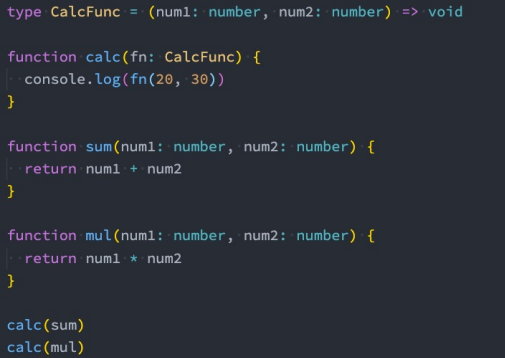 type CalcFunc = (num1: number, num2: number) => void
function calc(fn: CalcFunc) {
console.log(fn(20, 30))
}
function sum(num1: number, num2: number) {
return num1 + num2
}
function mul(num1: number, num2: number) {
return num1 * num2
}
calc(sum)
calc(mul)